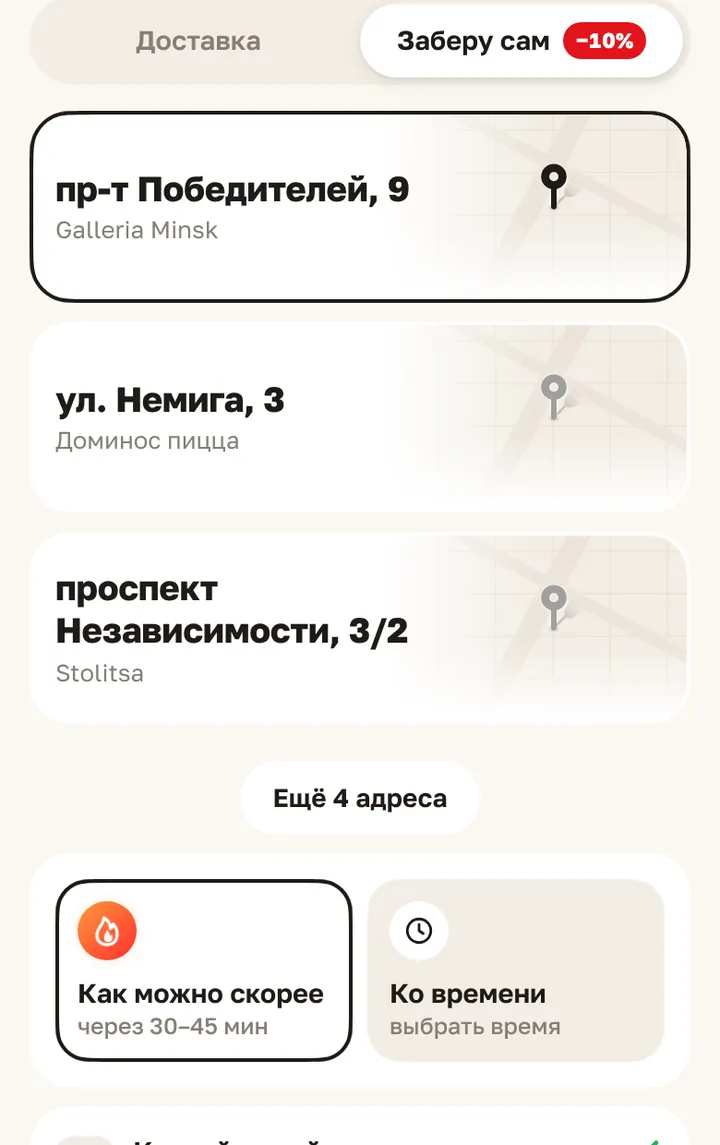 Доставка
Заберу сам −10%
пр-т Победителей, 9
Galleria Minsk
ул. Немига, 3
Доминос пицца
проспект
Независимости, 3/2
Stolitsa
Ещё 4 адреса
Как можно скорее
через 30–45 мин
Ко времени
выбрать время